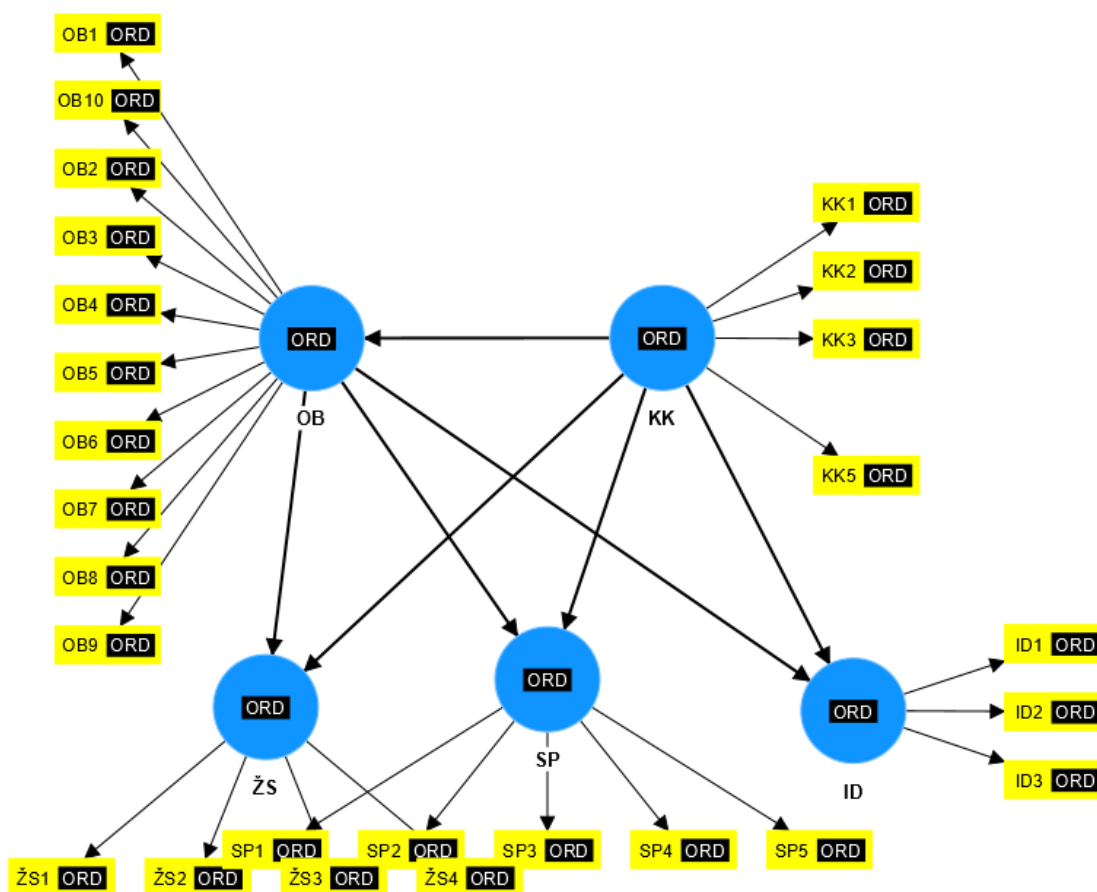 OB1 ORD
OB10 ORD
OB2 ORD
OB3 ORD
OB4 ORD
OB5 ORD
OB6 ORD
OB7 ORD
OB8 ORD
OB9 ORD
ORD
OB
ORD
KK
KK1 ORD
KK2 ORD
KK3 ORD
KK5 ORD
ORD
ŽS
ORD
SP
ORD
ID
ID1 ORD
ID2 ORD
ID3 ORD
SP1 ORD
SP2 ORD
SP3 ORD
SP4 ORD
SP5 ORD
ŽS1 ORD
ŽS2 ORD
ŽS3 ORD
ŽS4 ORD